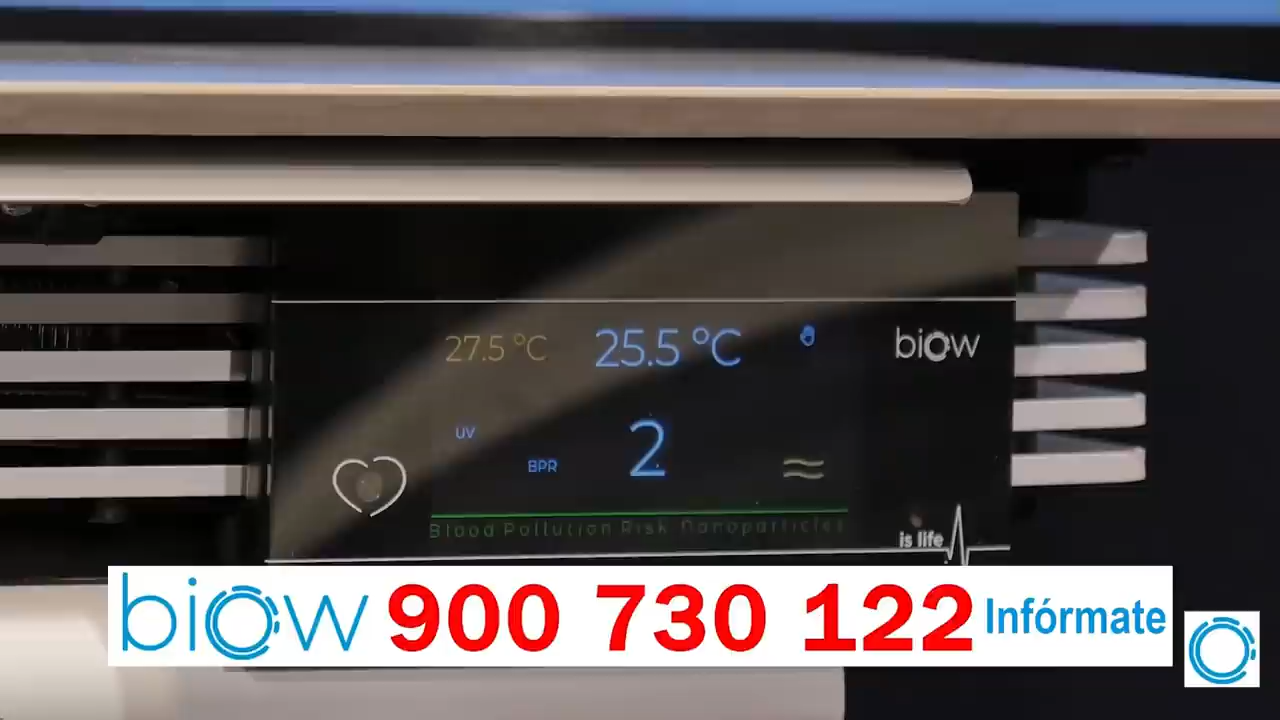 27.5 °C 25.5 °C
biow
UV
BPR
2
Blood Pollution Risk Nanoparticles
is life
biow 900 730 122 Infórmate